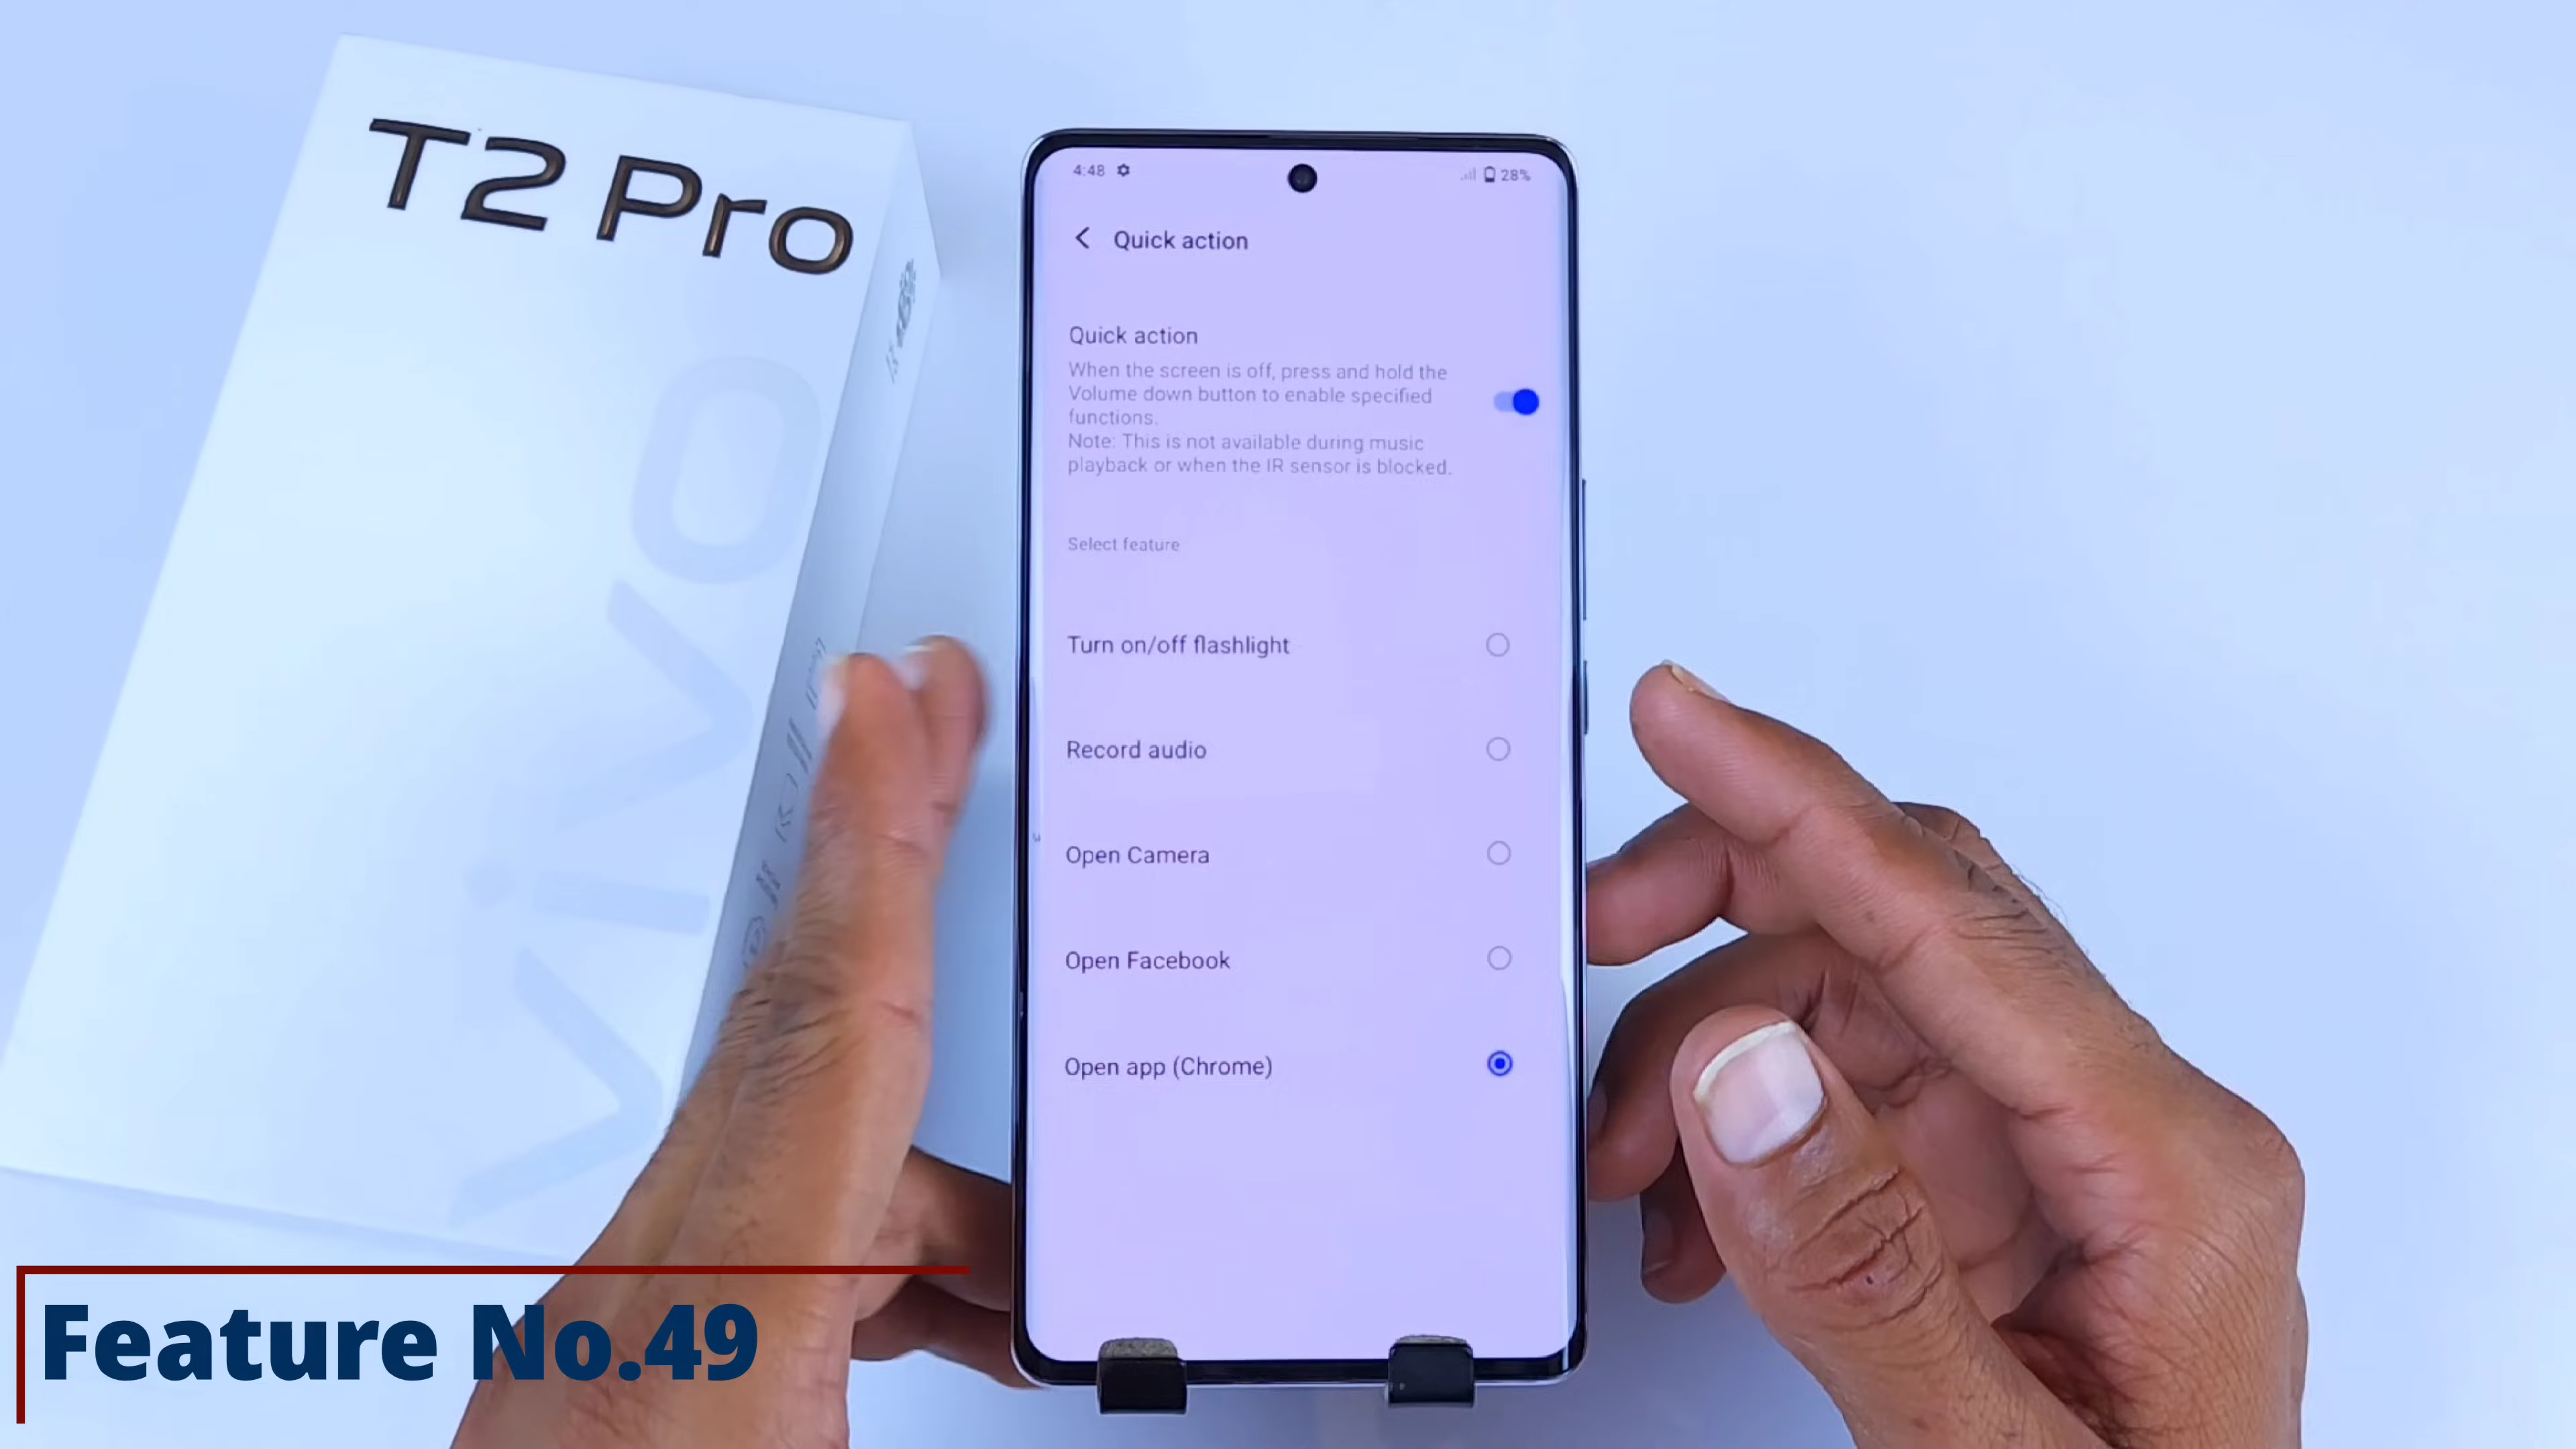 T2 Pro
vivo
4:48
28%
Quick action
Quick action
When the screen is off, press and hold the
Volume down button to enable specified
functions.
Note: This is not available during music
playback or when the IR sensor is blocked.
Select feature
Turn on/off flashlight
Record audio
Open Camera
Open Facebook
Open app (Chrome)
Feature No.49